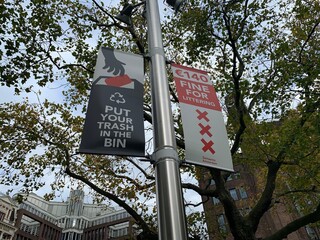 PUT
YOUR
TRASH
IN THE
BIN
€140
FINE
FOR
LITTERING